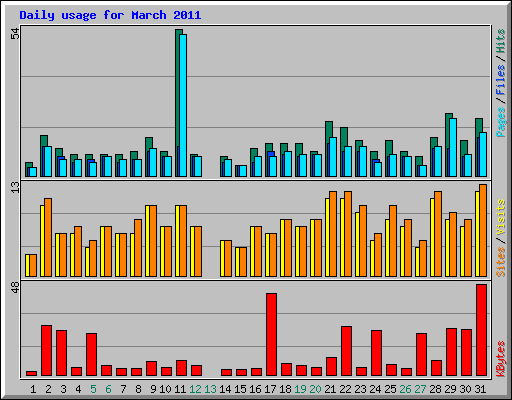 Daily usage for March 2011
54
Pages / Files / Hits
13
Sites / Visits
48
KBytes
1 2 3 4 5 6 7 8 9 10 11 12 13 14 15 16 17 18 19 20 21 22 23 24 25 26 27 28 29 30 31